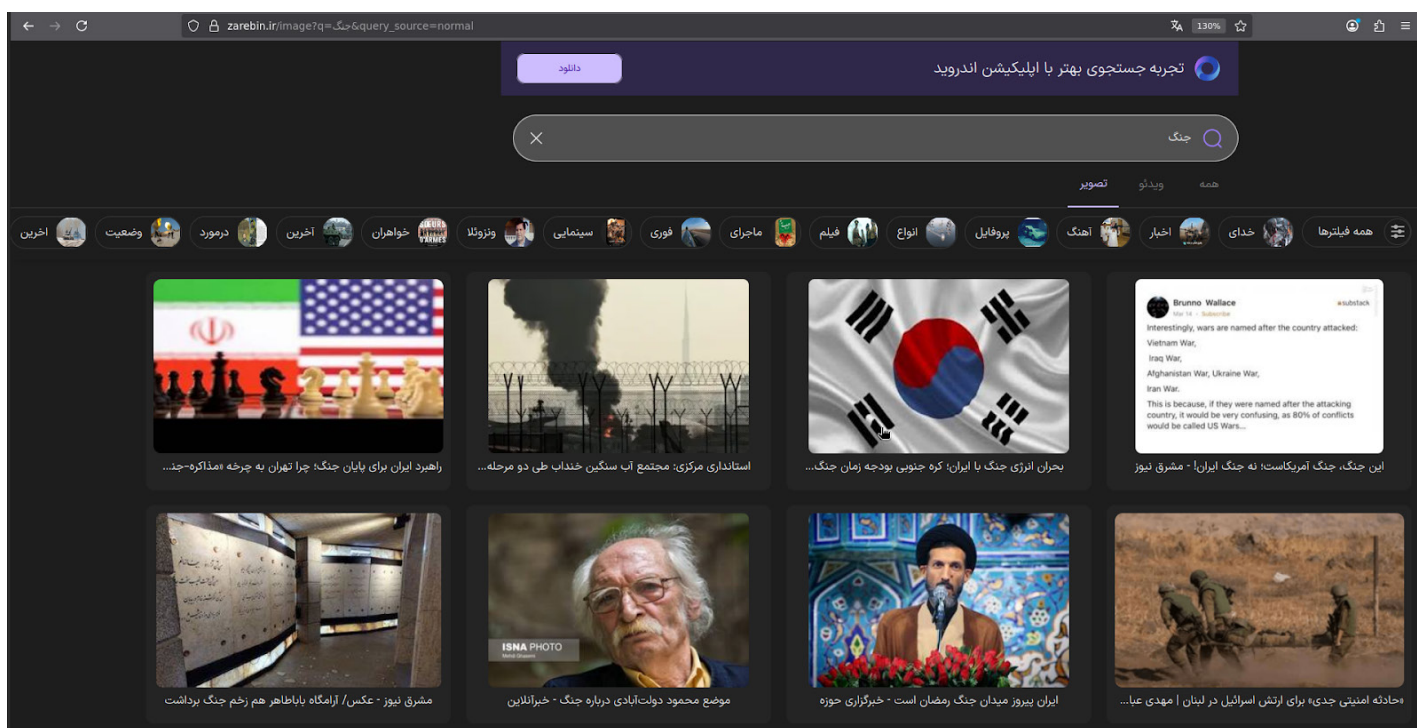 zarebin.ir/image?q=جنگ&query_source=normal
130%
تجربه جستجوی بهتر با اپلیکیشن اندروید
دانلود
جنگ
همه
ویدئو
تصویر
همه فیلترها
خدای
اخبار
آهنگ
پروفایل
انواع
فیلم
ماجرای
فوری
سینمایی
ونزوئلا
خواهران
آخرین
درمورد
وضعیت
اخرین
Brunno Wallace
substack
Mar 14 • Subscribe
Interestingly, wars are named after the country attacked:
Vietnam War,
Iraq War,
Afghanistan War, Ukraine War,
Iran War.
This is because, if they were named after the attacking
country, it would be very confusing, as 80% of conflicts
would be called US Wars...
این جنگ، جنگ آمریکاست؛ نه جنگ ایران! - مشرق نیوز
بحران انرژی جنگ با ایران؛ کره جنوبی بودجه زمان جنگ...
استانداری مرکزی: مجتمع آب سنگین خنداب طی دو مرحله...
راهبرد ایران برای پایان جنگ؛ چرا تهران به چرخه «مذاکره-جنـ...
«حادثه امنیتی جدی» برای ارتش اسرائیل در لبنان | مهدی عبا...
ایران پیروز میدان جنگ رمضان است - خبرگزاری حوزه
ISNA PHOTO
موضع محمود دولت‌آبادی درباره جنگ - خبرآنلاین
مشرق نیوز - عکس/ آرامگاه باباطاهر هم زخم جنگ برداشت